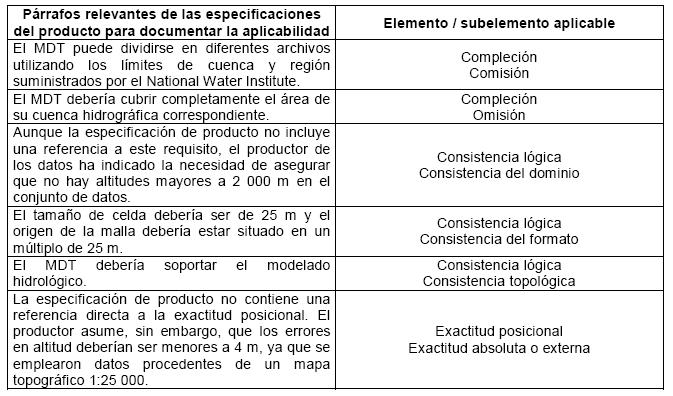 Párrafos relevantes de las especificaciones
del producto para documentar la aplicabilidad
Elemento / subelemento aplicable
El MDT puede dividirse en diferentes archivos
utilizando los límites de cuenca y región
suministrados por el National Water Institute.
Compleción
Comisión
El MDT debería cubrir completamente el área de
su cuenca hidrográfica correspondiente.
Compleción
Omisión
Aunque la especificación de producto no incluye
una referencia a este requisito, el productor de
los datos ha indicado la necesidad de asegurar
que no hay altitudes mayores a 2 000 m en el
conjunto de datos.
Consistencia lógica
Consistencia del dominio
El tamaño de celda debería ser de 25 m y el
origen de la malla debería estar situado en un
múltiplo de 25 m.
Consistencia lógica
Consistencia del formato
El MDT debería soportar el modelado
hidrológico.
Consistencia lógica
Consistencia topológica
La especificación de producto no contiene una
referencia directa a la exactitud posicional. El
productor asume, sin embargo, que los errores
en altitud deberían ser menores a 4 m, ya que se
emplearon datos procedentes de un mapa
topográfico 1:25 000.
Exactitud posicional
Exactitud absoluta o externa